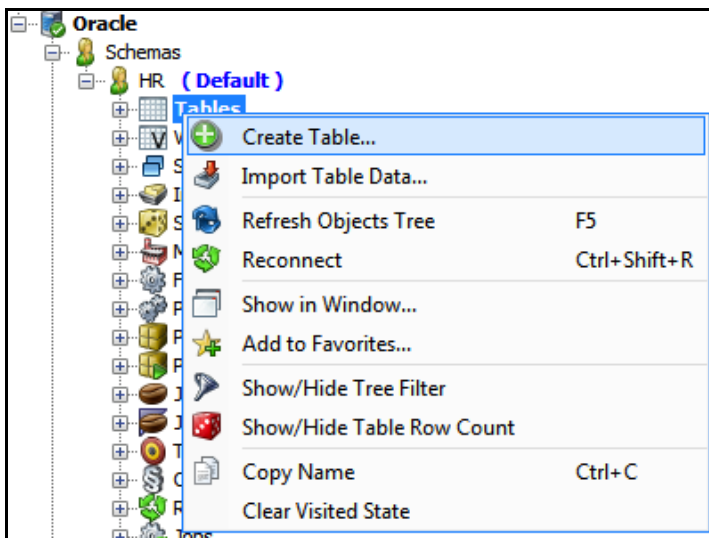 Oracle
Schemas
HR ( Default )
Tables
V
Create Table...
S
Import Table Data...
I
S
Refresh Objects Tree F5
M
Reconnect Ctrl+Shift+R
F
P
Show in Window...
P
Add to Favorites...
P
J
Show/Hide Tree Filter
J
Show/Hide Table Row Count
T
C
Copy Name Ctrl+C
R
Clear Visited State
Jobs